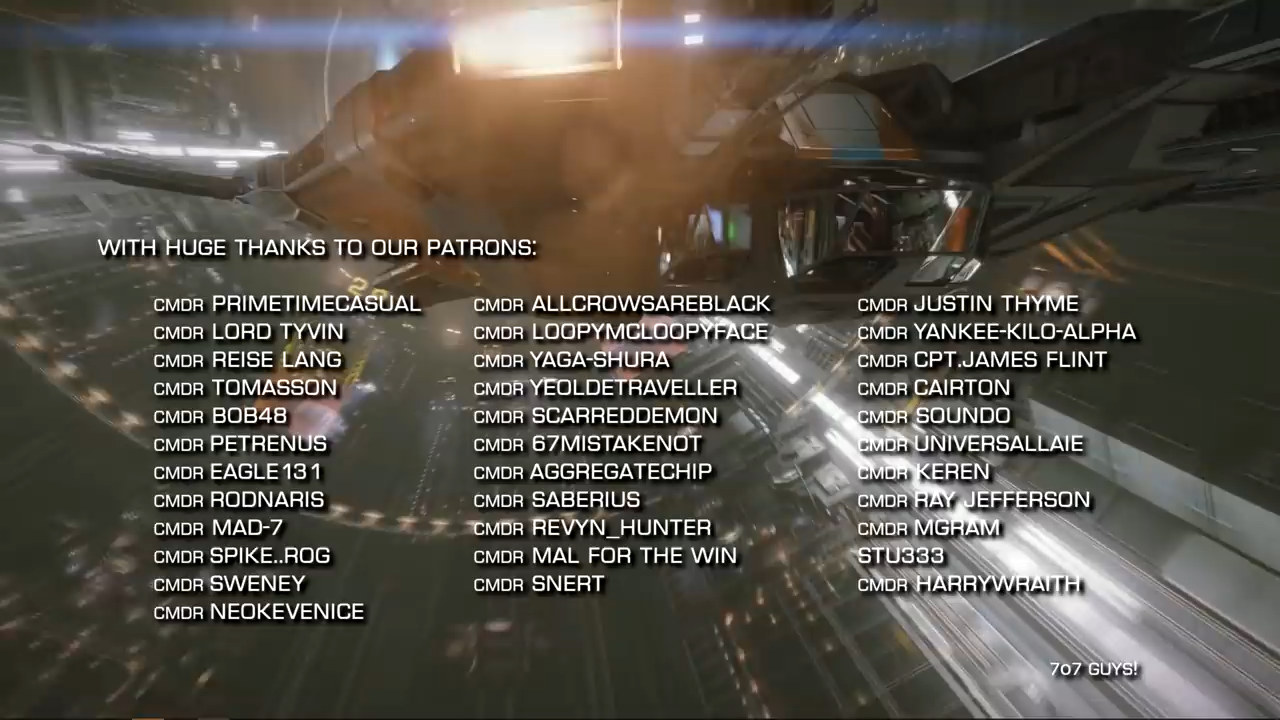 WITH HUGE THANKS TO OUR PATRONS:
CMDR PRIMETIMECASUAL
CMDR LORD TYVIN
CMDR REISE LANG
CMDR TOMASSON
CMDR BOB48
CMDR PETRENUS
CMDR EAGLE131
CMDR RODNARIS
CMDR MAD-7
CMDR SPIKE..ROG
CMDR SWENEY
CMDR NEOKEVENICE
CMDR ALLCROWSAREBLACK
CMDR LOOPYMCLOOPYFACE
CMDR YAGA-SHURA
CMDR YEOLDETRAVELLER
CMDR SCARREDDEMON
CMDR 67MISTAKENOT
CMDR AGGREGATECHIP
CMDR SABERIUS
CMDR REVYN_HUNTER
CMDR MAL FOR THE WIN
CMDR SNERT
CMDR JUSTIN THYME
CMDR YANKEE-KILO-ALPHA
CMDR CPT.JAMES FLINT
CMDR CAIRTON
CMDR SOUNDO
CMDR UNIVERSALLAIE
CMDR KEREN
CMDR RAY JEFFERSON
CMDR MGRAM
STU333
CMDR HARRYWRAITH
7o7 GUYS!